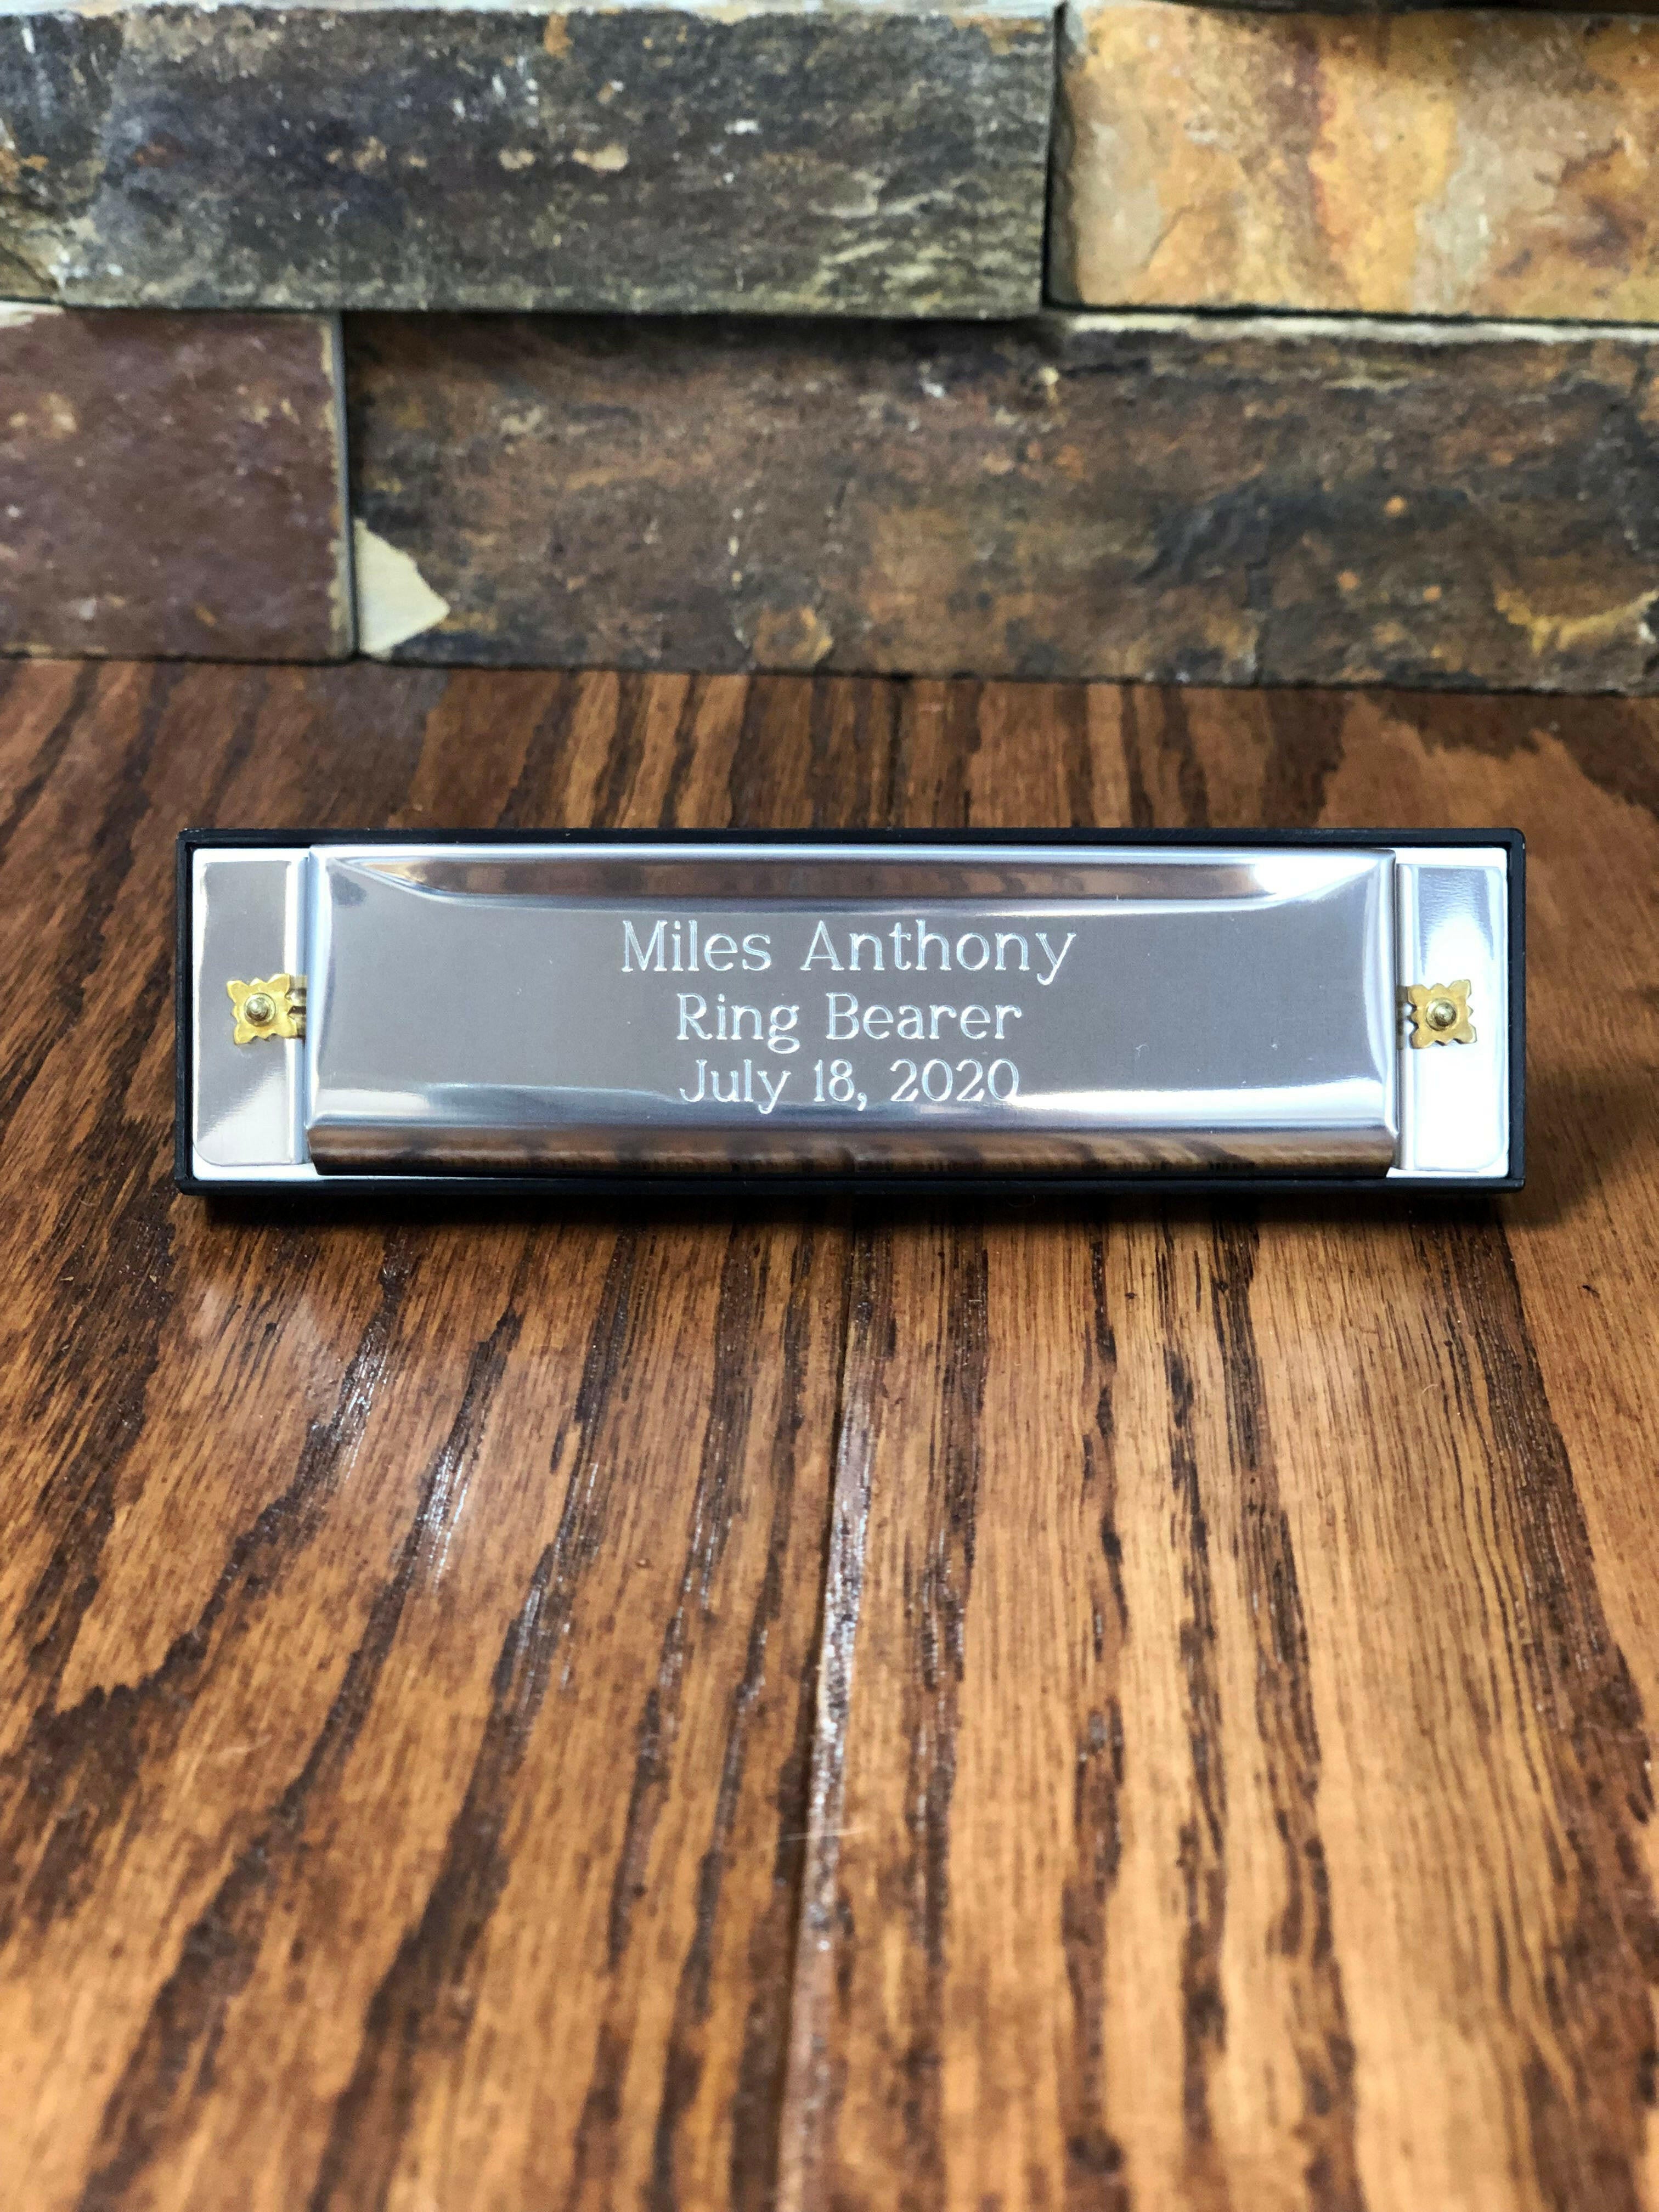 Miles Anthony
Ring Bearer
July 18, 2020